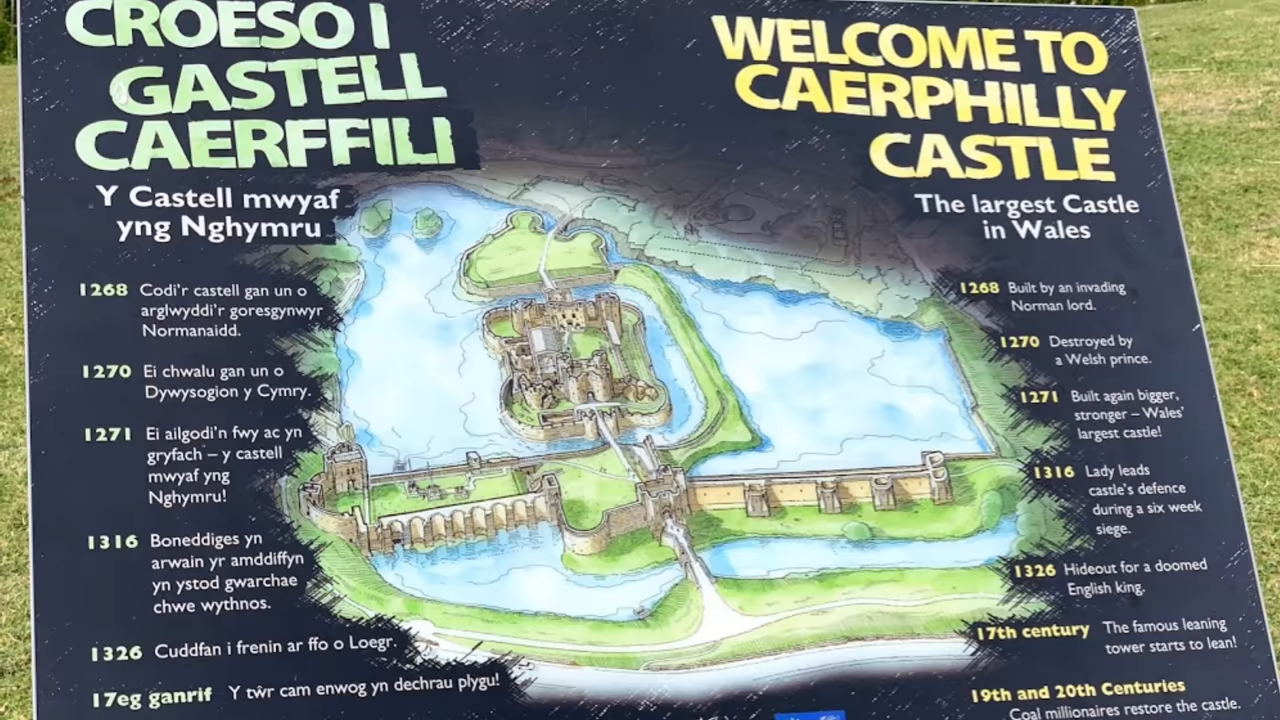 CROESO I
GASTELL
CAERFFILI
Y Castell mwyaf
yng Nghymru
1268 Codi'r castell gan un o
arglwyddi'r goresgynwyr
Normanaidd.
1270 Ei chwalu gan un o
Dywysogion y Cymry.
1271 Ei ailgodi'n fwy ac yn
gryfach – y castell
mwyaf yng
Nghymru!
1316 Boneddiges yn
arwain yr amddiffyn
yn ystod gwarchae
chwe wythnos.
1326 Cuddfan i frenin ar ffo o Loegr.
17eg ganrif Y tŵr cam enwog yn dechrau plygu!
WELCOME TO
CAERPHILLY
CASTLE
The largest Castle
in Wales
1268 Built by an invading
Norman lord.
1270 Destroyed by
a Welsh prince.
1271 Built again bigger,
stronger – Wales'
largest castle!
1316 Lady leads
castle's defence
during a six week
siege.
1326 Hideout for a doomed
English king.
17th century The famous leaning
tower starts to lean!
19th and 20th Centuries
Coal millionaires restore the castle.